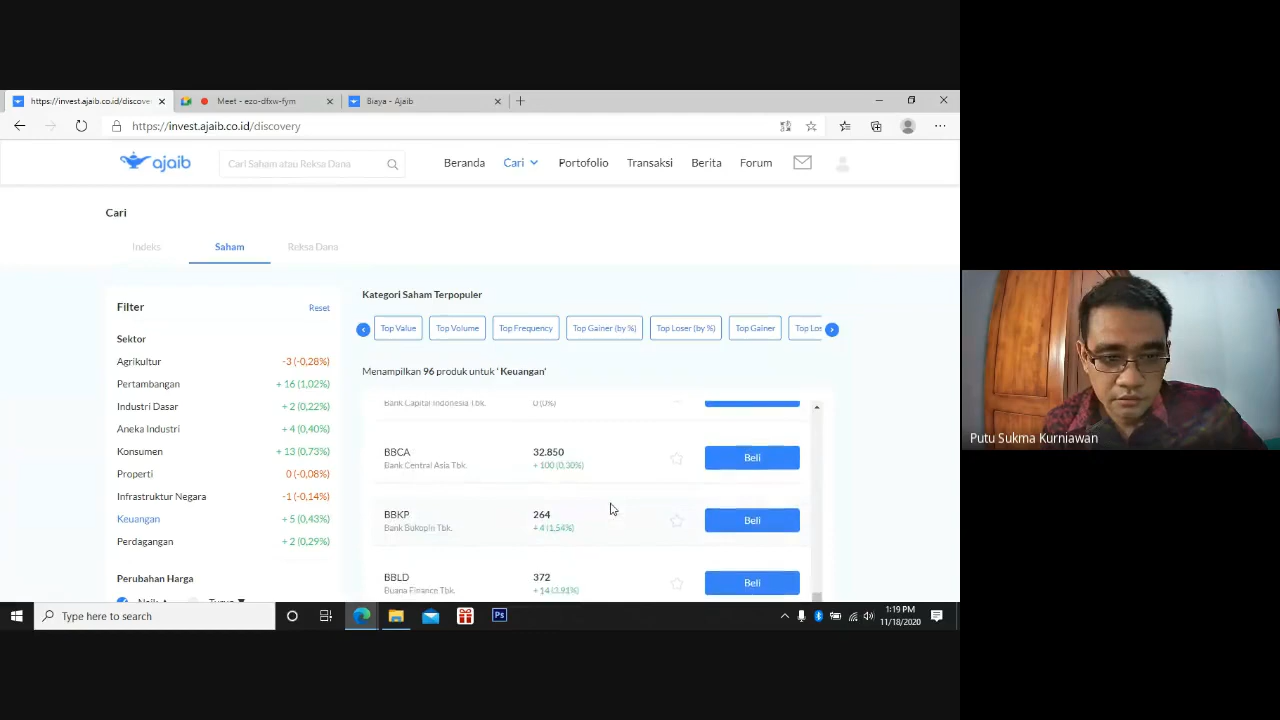 https://invest.ajaib.co.id/discove
Meet - ezo-dfxw-fym
Biaya - Ajaib
https://invest.ajaib.co.id/discovery
ajaib
Cari Saham atau Reksa Dana
Beranda
Cari
Portofolio
Transaksi
Berita
Forum
Cari
Indeks
Saham
Reksa Dana
Filter
Reset
Sektor
Agrikultur -3 (-0,28%)
Pertambangan + 16 (1,02%)
Industri Dasar + 2 (0,22%)
Aneka Industri + 4 (0,40%)
Konsumen + 13 (0,73%)
Properti 0 (-0,08%)
Infrastruktur Negara -1 (-0,14%)
Keuangan + 5 (0,43%)
Perdagangan + 2 (0,29%)
Perubahan Harga
Kategori Saham Terpopuler
Top Value
Top Volume
Top Frequency
Top Gainer (by %)
Top Loser (by %)
Top Gainer
Top Los
Menampilkan 96 produk untuk 'Keuangan'
Bank Capital Indonesia Tbk. 0 (0%)
BBCA 32.850 Beli
Bank Central Asia Tbk. + 100 (0,30%)
BBKP 264 Beli
Bank Bukopin Tbk. + 4 (1,54%)
BBLD 372 Beli
Buana Finance Tbk. + 14 (3,91%)
Type here to search
Ps
1:19 PM
11/18/2020
Putu Sukma Kurniawan